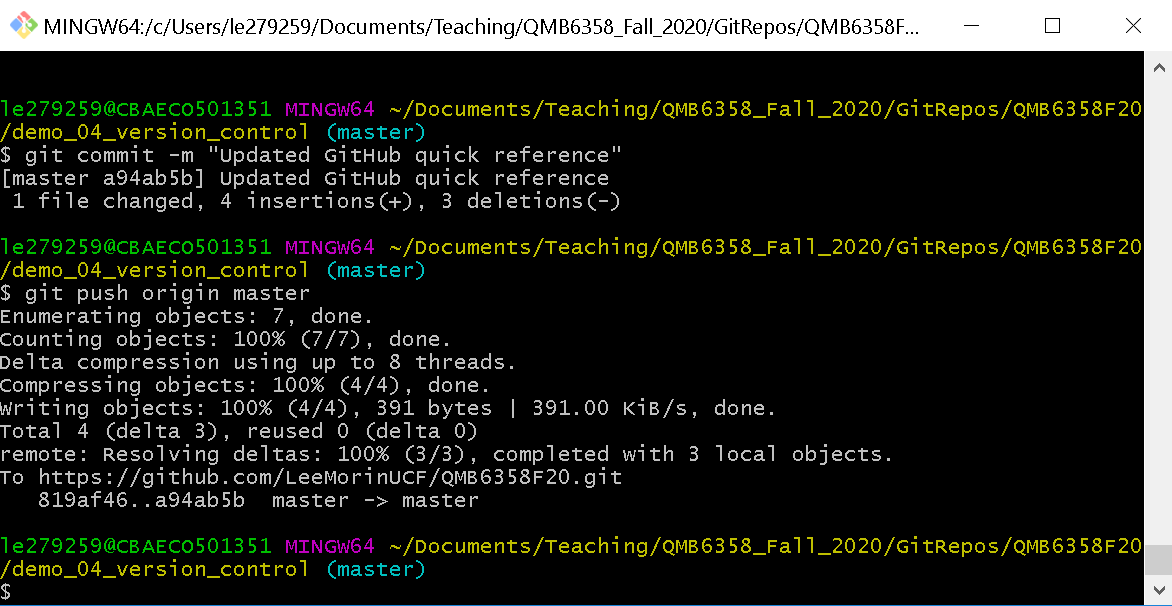 MINGW64:/c/Users/le279259/Documents/Teaching/QMB6358_Fall_2020/GitRepos/QMB6358F...
le279259@CBAECO501351 MINGW64 ~/Documents/Teaching/QMB6358_Fall_2020/GitRepos/QMB6358F20
/demo_04_version_control (master)
$ git commit -m "Updated GitHub quick reference"
[master a94ab5b] Updated GitHub quick reference
 1 file changed, 4 insertions(+), 3 deletions(-)
le279259@CBAECO501351 MINGW64 ~/Documents/Teaching/QMB6358_Fall_2020/GitRepos/QMB6358F20
/demo_04_version_control (master)
$ git push origin master
Enumerating objects: 7, done.
Counting objects: 100% (7/7), done.
Delta compression using up to 8 threads.
Compressing objects: 100% (4/4), done.
Writing objects: 100% (4/4), 391 bytes | 391.00 KiB/s, done.
Total 4 (delta 3), reused 0 (delta 0)
remote: Resolving deltas: 100% (3/3), completed with 3 local objects.
To https://github.com/LeeMorinUCF/QMB6358F20.git
   819af46..a94ab5b  master -> master
le279259@CBAECO501351 MINGW64 ~/Documents/Teaching/QMB6358_Fall_2020/GitRepos/QMB6358F20
/demo_04_version_control (master)
$